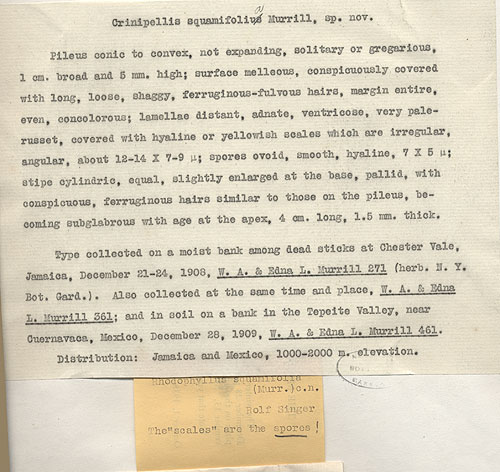 Crinipellis squamifolius Murrill, sp. nov.
a
Pileus conic to convex, not expanding, solitary or gregarious,
1 cm. broad and 5 mm. high; surface melleous, conspicuously covered
with long, loose, shaggy, ferruginous-fulvous hairs, margin entire,
even, concolorous; lamellae distant, adnate, ventricose, very pale-
russet, covered with hyaline or yellowish scales which are irregular,
angular, about 12-14 X 7-9 µ; spores ovoid, smooth, hyaline, 7 X 5 µ;
stipe cylindric, equal, slightly enlarged at the base, pallid, with
conspicuous, ferruginous hairs similar to those on the pileus, be-
coming subglabrous with age at the apex, 4 cm. long, 1.5 mm. thick.
Type collected on a moist bank among dead sticks at Chester Vale,
Jamaica, December 21-24, 1908, W. A. & Edna L. Murrill 271 (herb. N. Y.
Bot. Gard.). Also collected at the same time and place, W. A. & Edna
L. Murrill 361; and in soil on a bank in the Tepeite Valley, near
Cuernavaca, Mexico, December 28, 1909, W. A. & Edna L. Murrill 461.
Distribution: Jamaica and Mexico, 1000-2000 m. elevation.
Rhodophyllus squamifolia
(Murr.)c.n.
Rolf Singer
The"scales" are the spores!